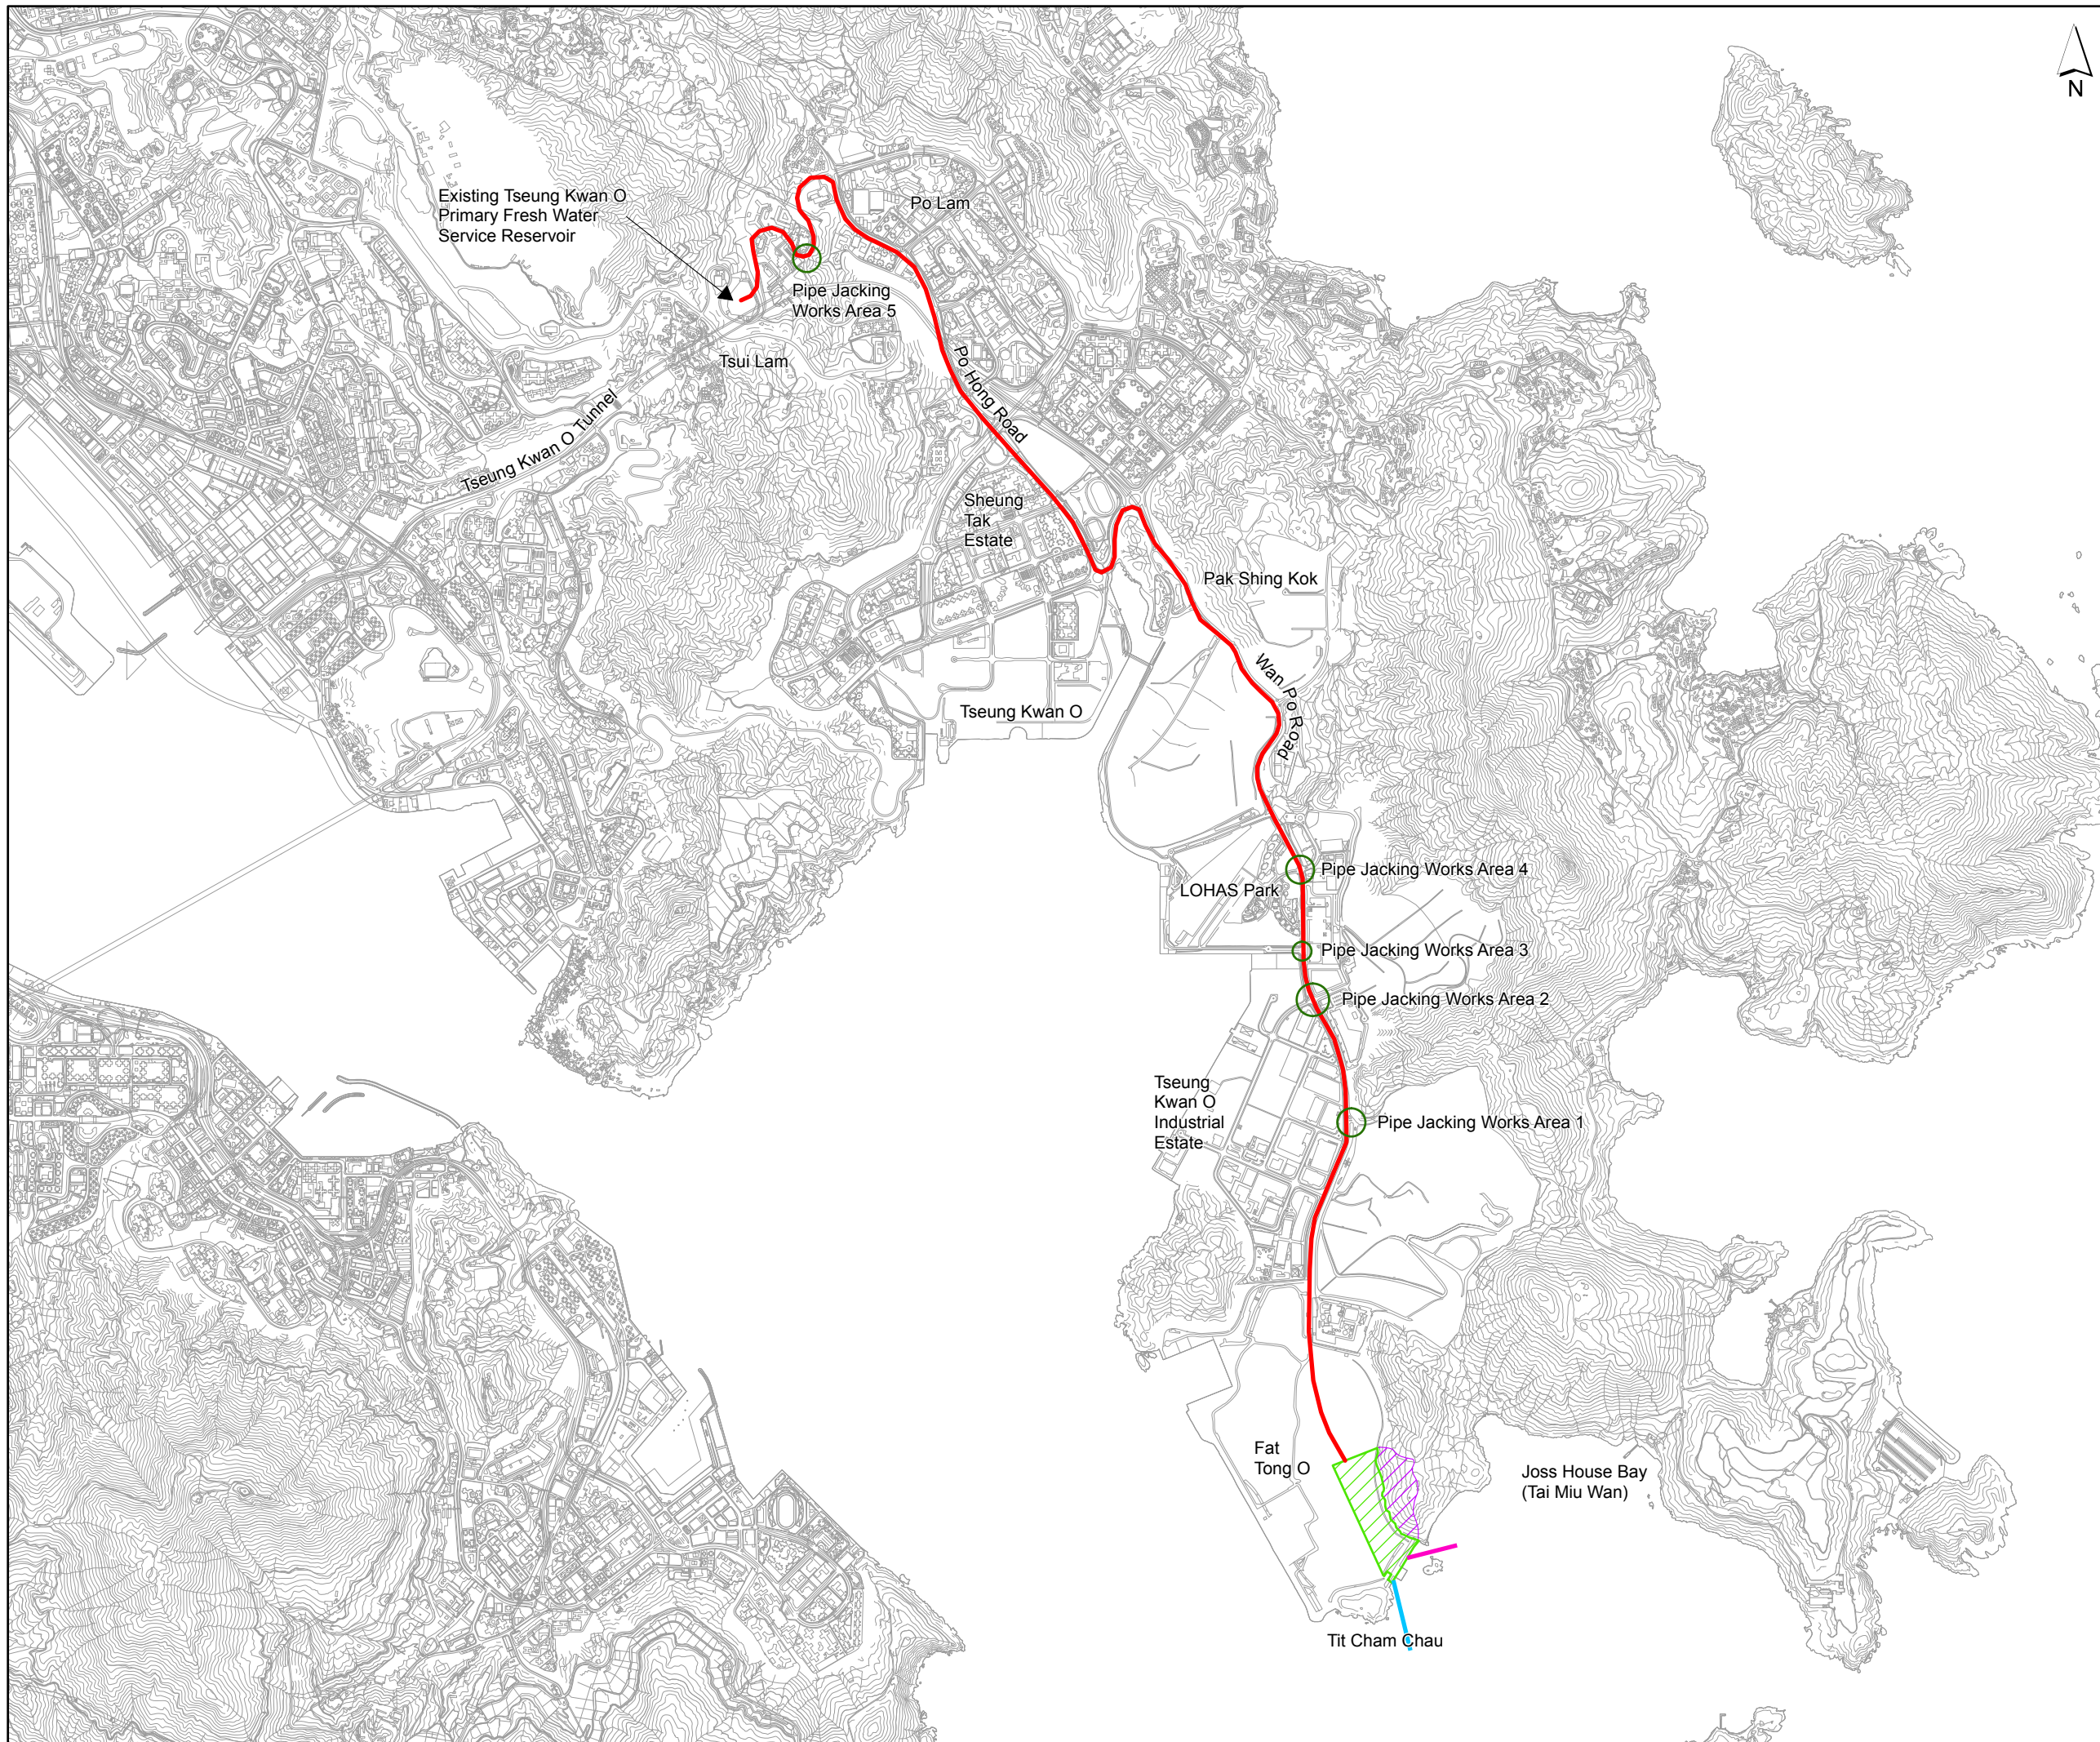 N
Existing Tseung Kwan O
Primary Fresh Water
Service Reservoir
Po Lam
Pipe Jacking
Works Area 5
Tsui Lam
Po Hong Road
Tseung Kwan O Tunnel
Sheung
Tak
Estate
Pak Shing Kok
Wan Po Road
Tseung Kwan O
Pipe Jacking Works Area 4
LOHAS Park
Pipe Jacking Works Area 3
Pipe Jacking Works Area 2
Tseung
Kwan O
Industrial
Estate
Pipe Jacking Works Area 1
Fat
Tong O
Joss House Bay
(Tai Miu Wan)
Tit Cham Chau